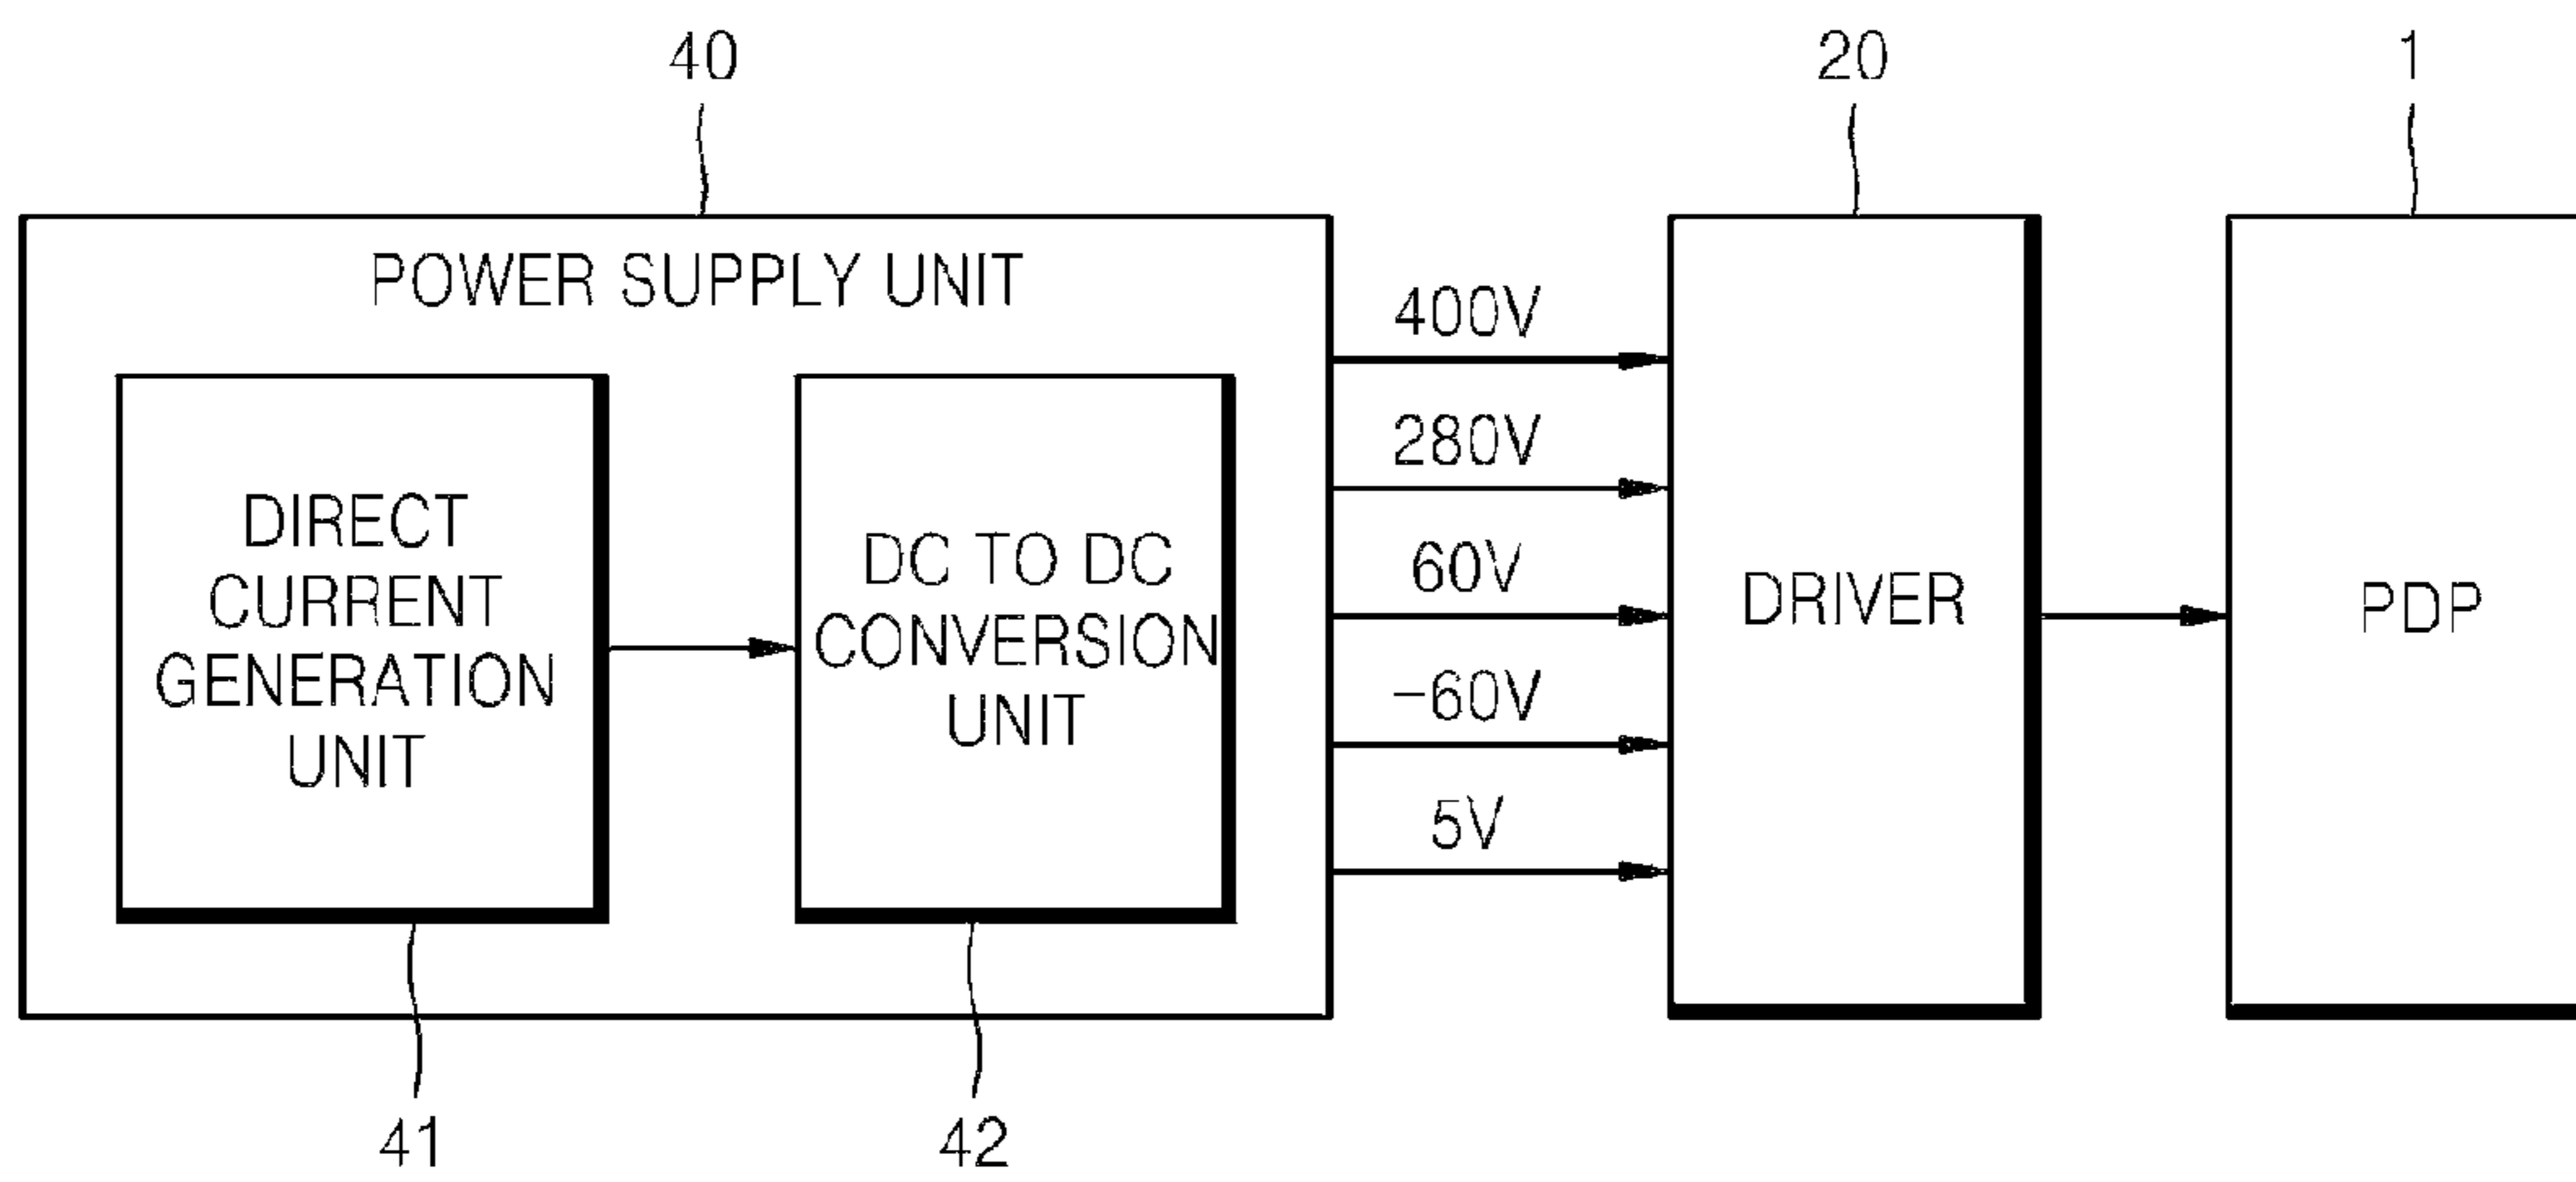 40
20
1
POWER SUPPLY UNIT
400V
280V
60V
-60V
5V
DIRECT
CURRENT
GENERATION
UNIT
DC TO DC
CONVERSION
UNIT
DRIVER
PDP
41
42